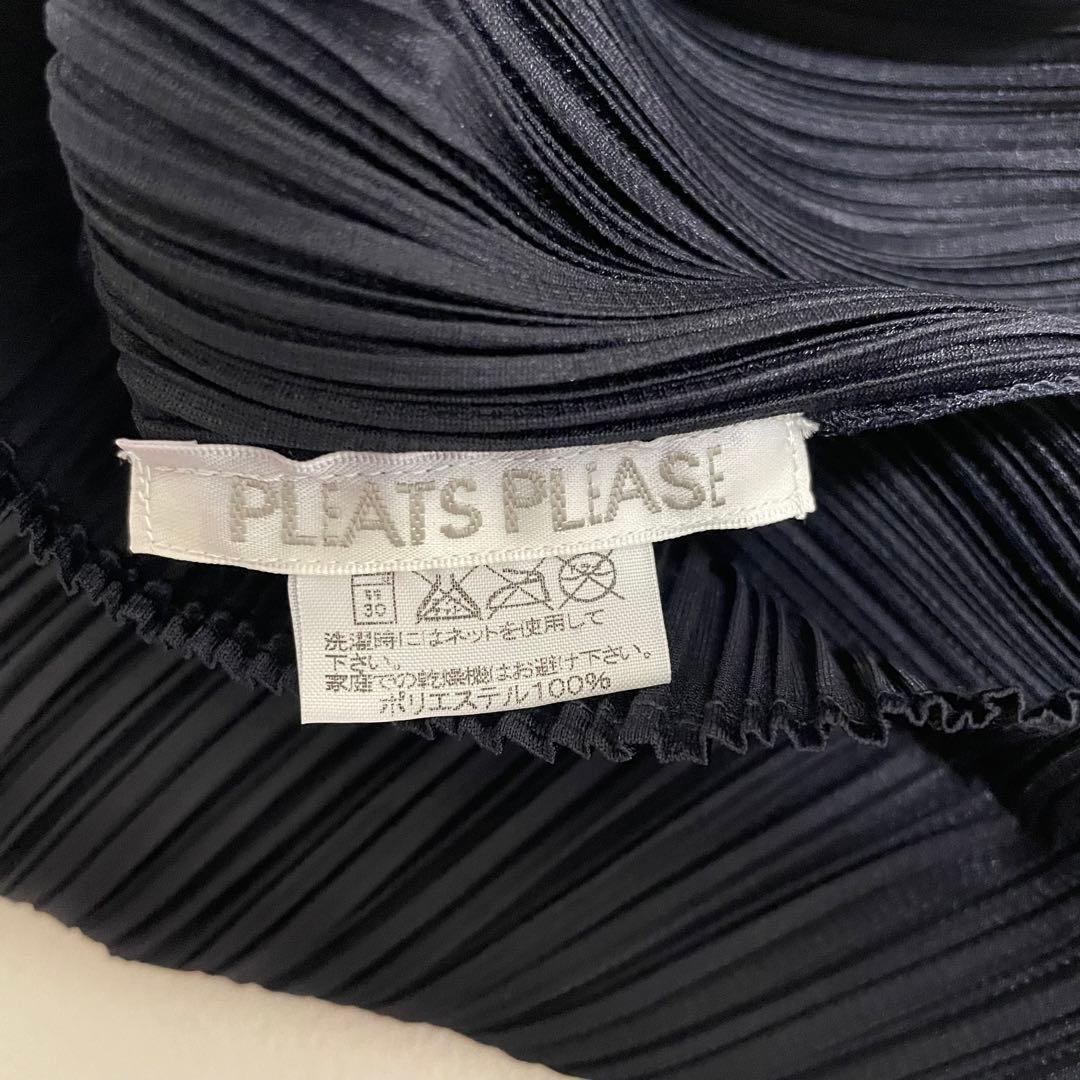 PLEATS PLEASE
弱
30
洗濯時にはネットを使用して
下さい。
家庭での乾燥機はお避け下さい。
ポリエステル100%